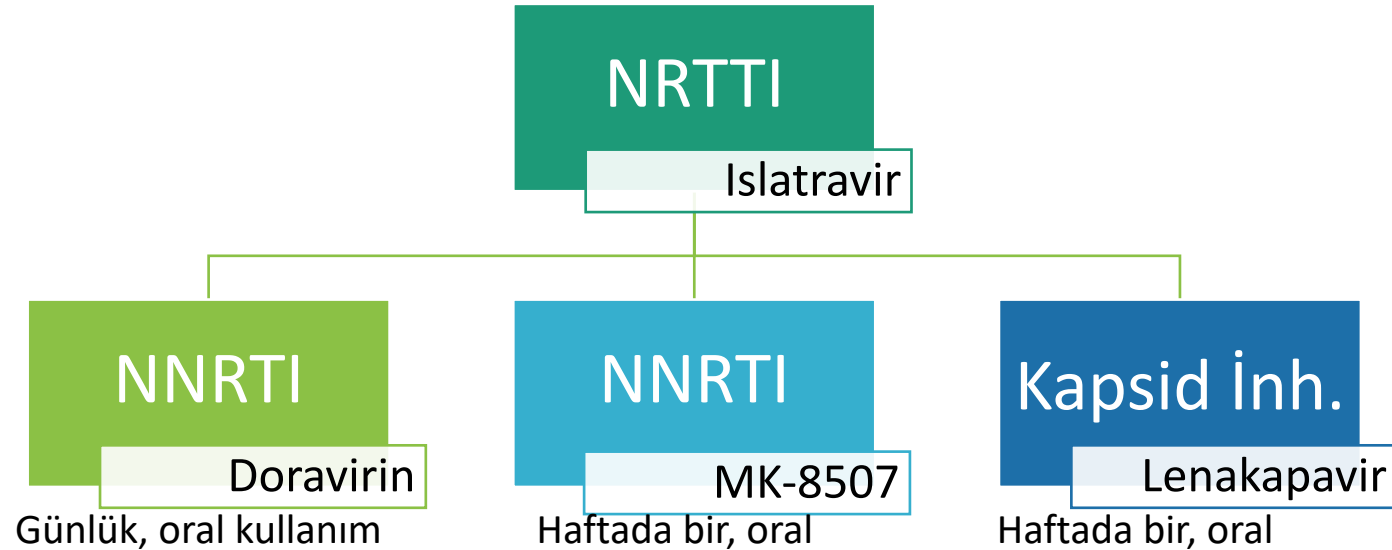 NRTTI
Islatravir
NNRTI
Doravirin
Günlük, oral kullanım
NNRTI
MK-8507
Haftada bir, oral
Kapsid İnh.
Lenakapavir
Haftada bir, oral